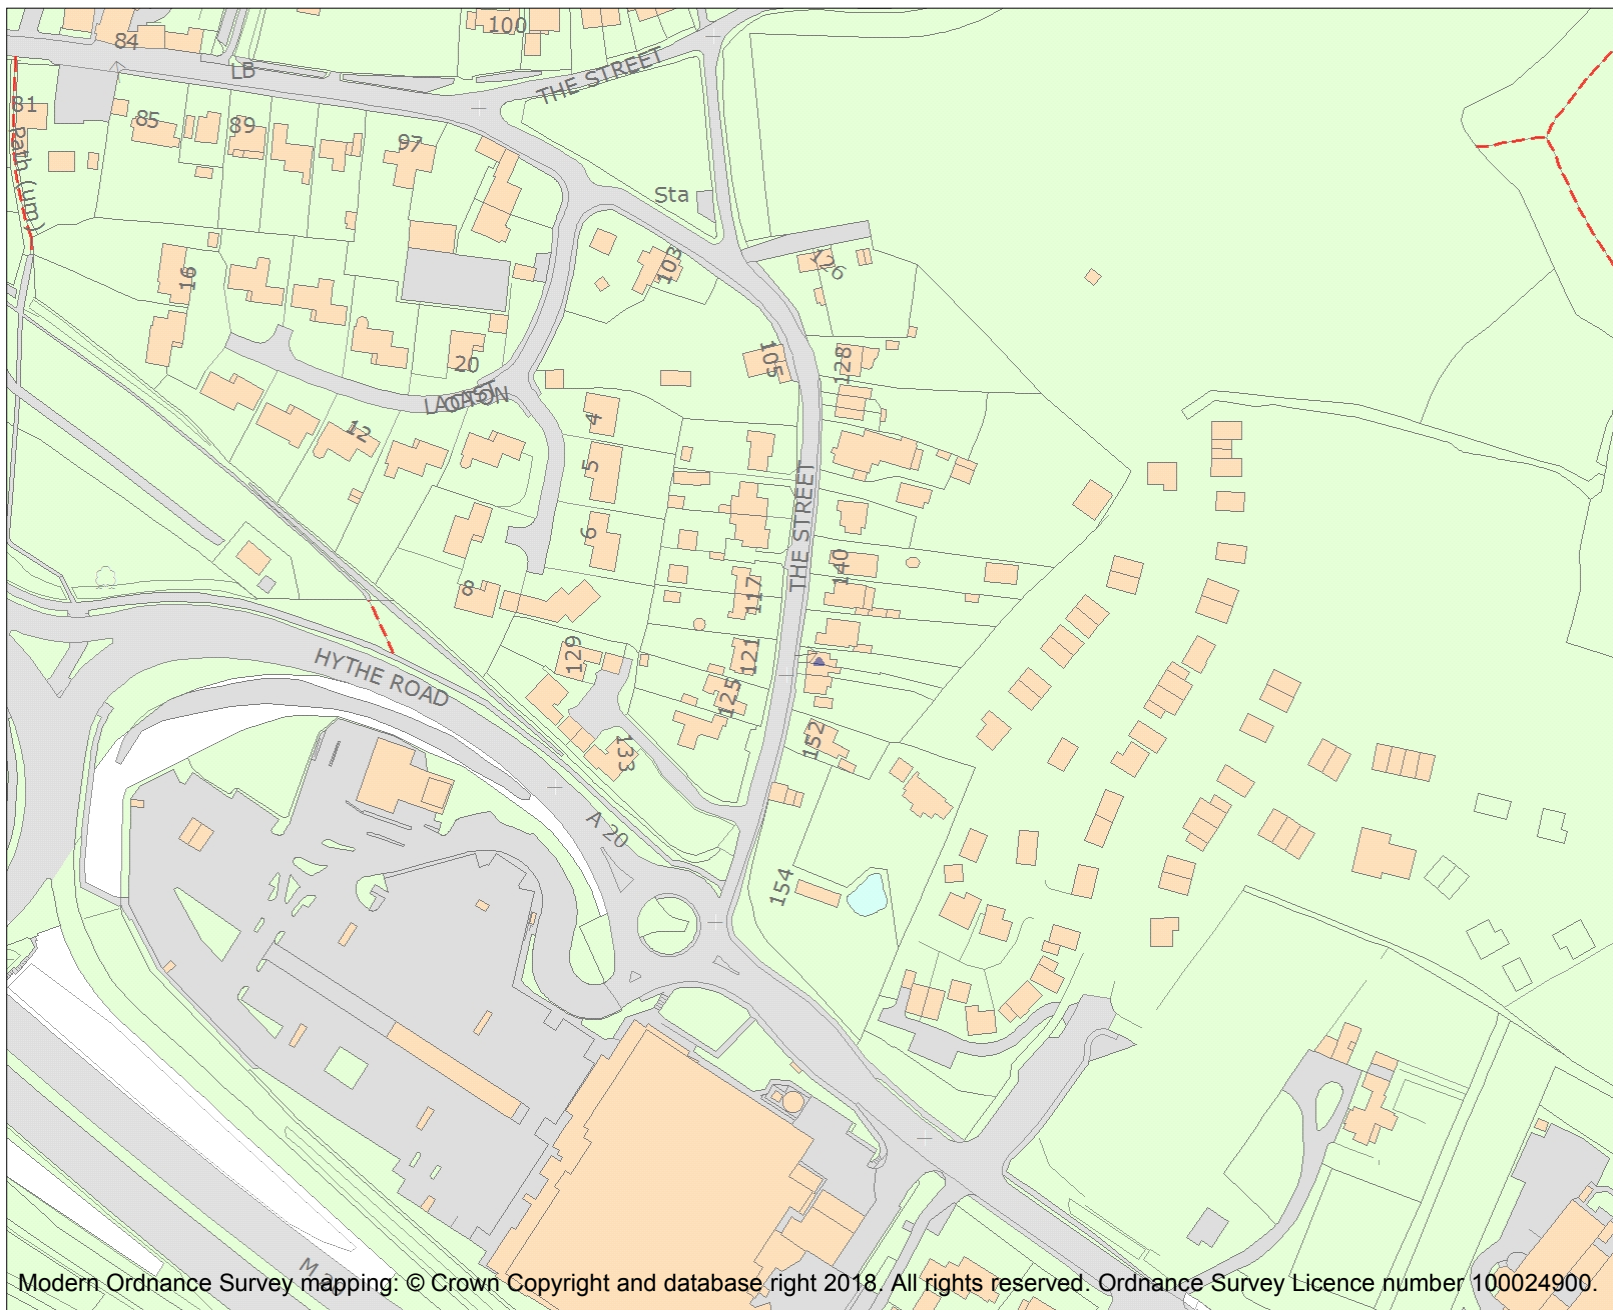 100
84
THE STREET
LB
81
85
89
97
Path (um)
Sta
103
126
16
105
128
20
LACTON
4
12
5
THE STREET
6
140
8
117
129
121
HYTHE ROAD
125
133
152
A 20
154
Modern Ordnance Survey mapping: © Crown Copyright and database right 2018. All rights reserved. Ordnance Survey Licence number 100024900.